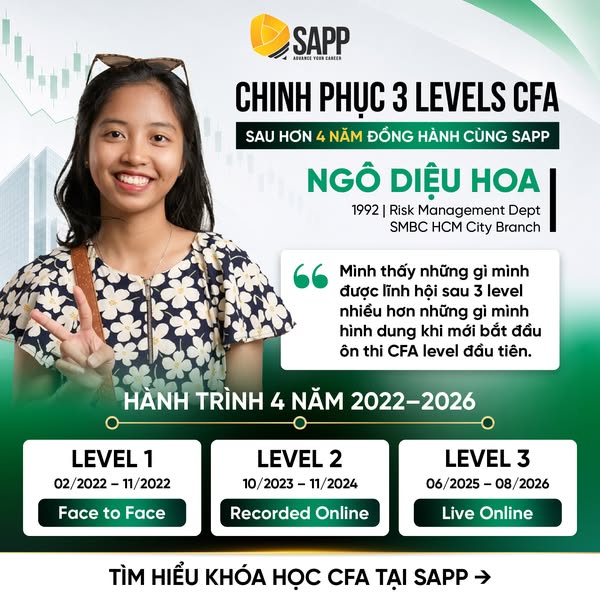 SAPP
ADVANCE YOUR CAREER
CHINH PHỤC 3 LEVELS CFA
SAU HƠN 4 NĂM ĐỒNG HÀNH CÙNG SAPP
NGÔ DIỆU HOA
1992 | Risk Management Dept
SMBC HCM City Branch
“Mình thấy những gì mình
được lĩnh hội sau 3 level
nhiều hơn những gì mình
hình dung khi mới bắt đầu
ôn thi CFA level đầu tiên.
HÀNH TRÌNH 4 NĂM 2022–2026
LEVEL 1
02/2022 – 11/2022
Face to Face
LEVEL 2
10/2023 – 11/2024
Recorded Online
LEVEL 3
06/2025 – 08/2026
Live Online
TÌM HIỂU KHÓA HỌC CFA TẠI SAPP →